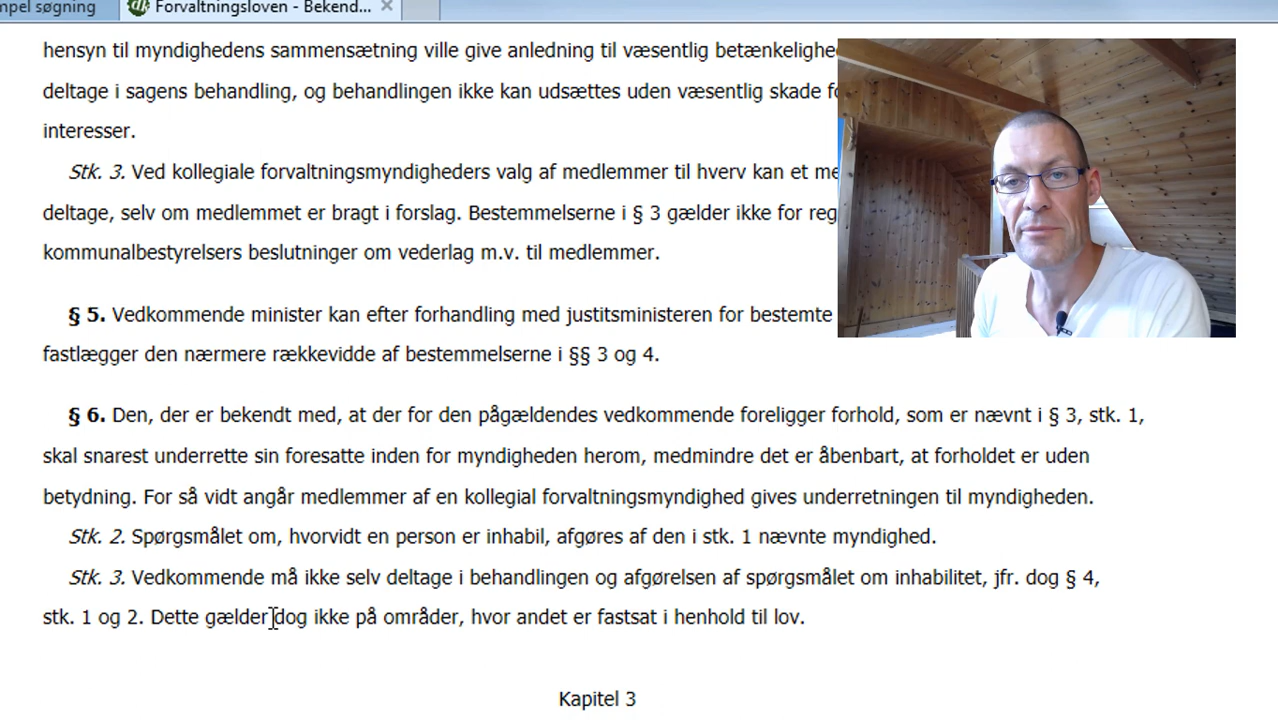 mpel søgning
Forvaltningsloven - Bekend...
hensyn til myndighedens sammensætning ville give anledning til væsentlig
deltage i sagens behandling, og behandlingen ikke kan udsættes uden væsentlig skade
interesser.
Stk. 3. Ved kollegiale forvaltningsmyndigheders valg af medlemmer til hverv kan et
deltage, selv om medlemmet er bragt i forslag. Bestemmelserne i § 3 gælder ikke for
kommunalbestyrelsers beslutninger om vederlag m.v. til medlemmer.
§ 5. Vedkommende minister kan efter forhandling med justitsministeren for bestemte
fastlægger den nærmere rækkevidde af bestemmelserne i §§ 3 og 4.
§ 6. Den, der er bekendt med, at der for den pågældendes vedkommende foreligger forhold, som er nævnt i § 3, stk. 1,
skal snarest underrette sin foresatte inden for myndigheden herom, medmindre det er åbenbart, at forholdet er uden
betydning. For så vidt angår medlemmer af en kollegial forvaltningsmyndighed gives underretningen til myndigheden.
Stk. 2. Spørgsmålet om, hvorvidt en person er inhabil, afgøres af den i stk. 1 nævnte myndighed.
Stk. 3. Vedkommende må ikke selv deltage i behandlingen og afgørelsen af spørgsmålet om inhabilitet, jfr. dog § 4,
stk. 1 og 2. Dette gælder dog ikke på områder, hvor andet er fastsat i henhold til lov.
Kapitel 3